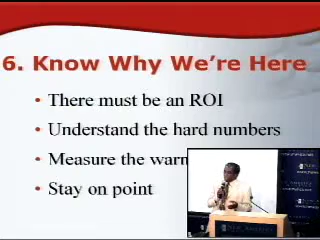 6. Know Why We're Here
• There must be an ROI
• Understand the hard numbers
• Measure the warm
• Stay on point